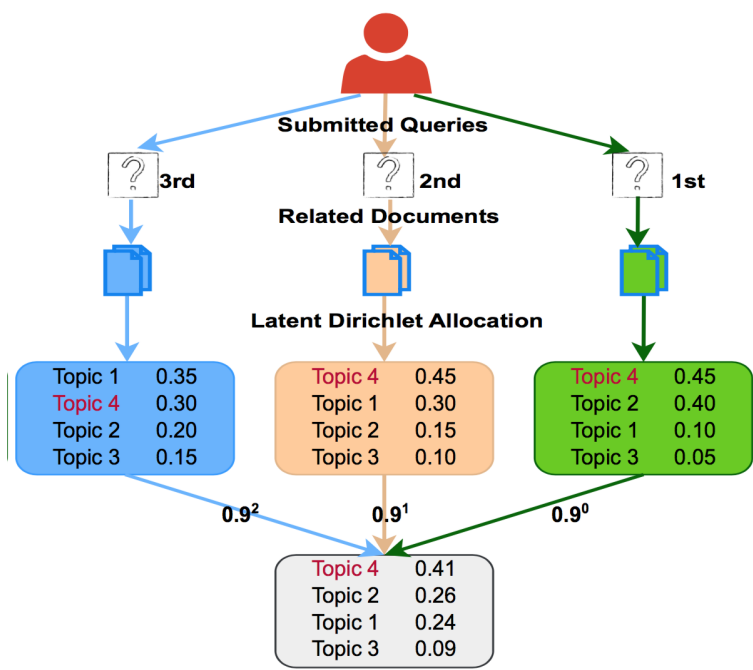 Submitted Queries
? 3rd
? 2nd
? 1st
Related Documents
Latent Dirichlet Allocation
Topic 1 0.35
Topic 4 0.30
Topic 2 0.20
Topic 3 0.15
Topic 4 0.45
Topic 1 0.30
Topic 2 0.15
Topic 3 0.10
Topic 4 0.45
Topic 2 0.40
Topic 1 0.10
Topic 3 0.05
0.9²
0.9¹
0.9⁰
Topic 4 0.41
Topic 2 0.26
Topic 1 0.24
Topic 3 0.09